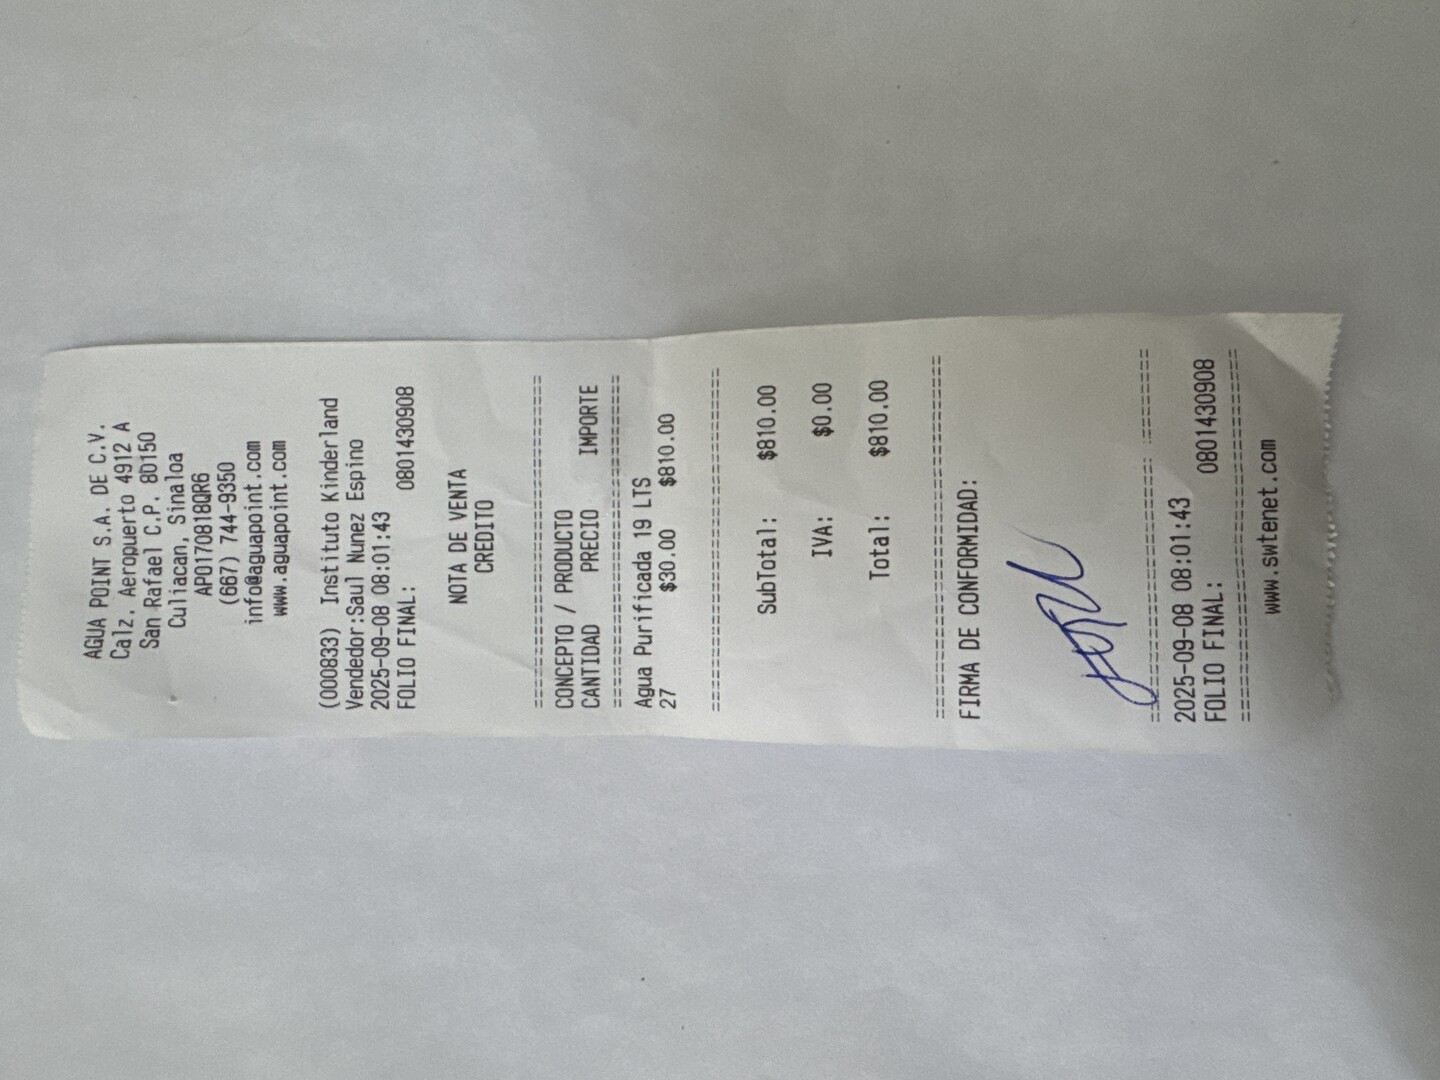 AGUA POINT S.A. DE C.V.
Calz. Aeropuerto 4912 A
San Rafael C.P. 80150
Culiacan, Sinaloa
APO170818QR6
(667) 744-9350
info@aguapoint.com
www.aguapoint.com
(000833) Instituto Kinderland
Vendedor:Saul Nunez Espino
2025-09-08 08:01:43
FOLIO FINAL: 0801430908
NOTA DE VENTA
CREDITO
CONCEPTO / PRODUCTO
CANTIDAD PRECIO IMPORTE
Agua Purificada 19 LTS
27 $30.00 $810.00
SubTotal: $810.00
IVA: $0.00
Total: $810.00
FIRMA DE CONFORMIDAD:
2025-09-08 08:01:43
FOLIO FINAL: 0801430908
www.swtenet.com